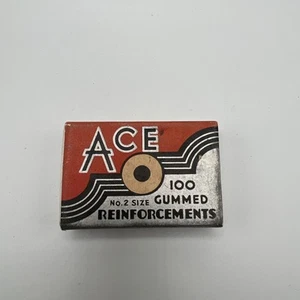 ACE
100
No. 2 SIZE GUMMED
REINFORCEMENTS